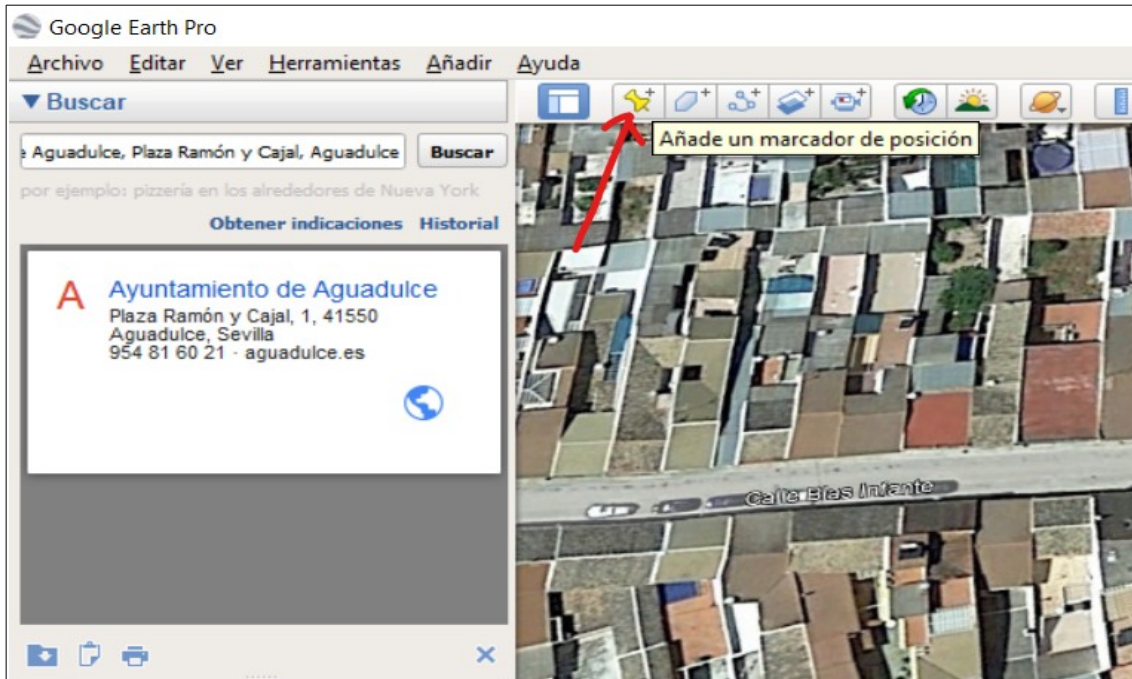 Google Earth Pro
Archivo Editar Ver Herramientas Añadir Ayuda
Buscar
Aguadulce, Plaza Ramón y Cajal, Aguadulce
Buscar
por ejemplo: pizzería en los alrededores de Nueva York
Obtener indicaciones Historial
A
Ayuntamiento de Aguadulce
Plaza Ramón y Cajal, 1, 41550
Aguadulce, Sevilla
954 81 60 21 · aguadulce.es
Añade un marcador de posición
Calle Blas Infante